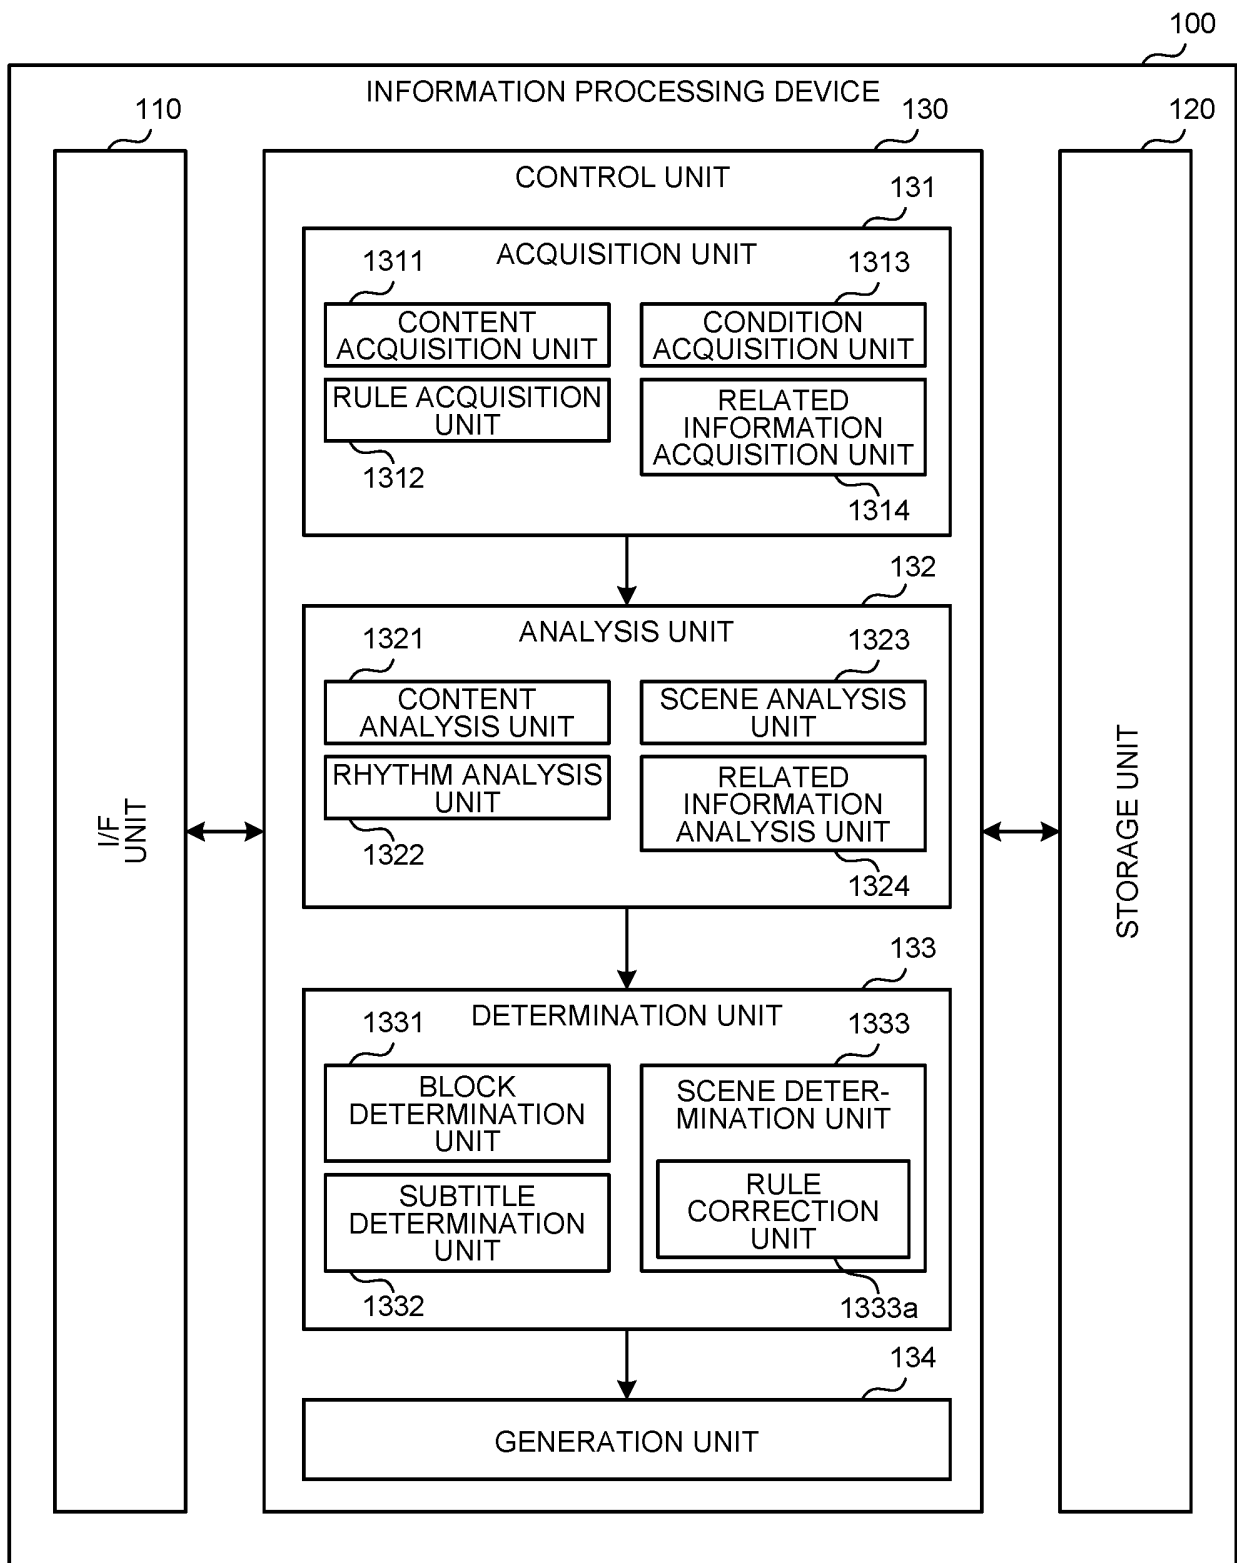 100
INFORMATION PROCESSING DEVICE
110
130
120
CONTROL UNIT
131
ACQUISITION UNIT
1311
1313
CONTENT
ACQUISITION UNIT
CONDITION
ACQUISITION UNIT
RULE ACQUISITION
UNIT
RELATED
INFORMATION
ACQUISITION UNIT
1312
1314
132
ANALYSIS UNIT
1321
1323
CONTENT
ANALYSIS UNIT
SCENE ANALYSIS
UNIT
RHYTHM ANALYSIS
UNIT
RELATED
INFORMATION
ANALYSIS UNIT
1322
1324
I/F
UNIT
STORAGE UNIT
133
DETERMINATION UNIT
1331
1333
BLOCK
DETERMINATION
UNIT
SCENE DETER-
MINATION UNIT
SUBTITLE
DETERMINATION
UNIT
RULE
CORRECTION
UNIT
1332
1333a
134
GENERATION UNIT